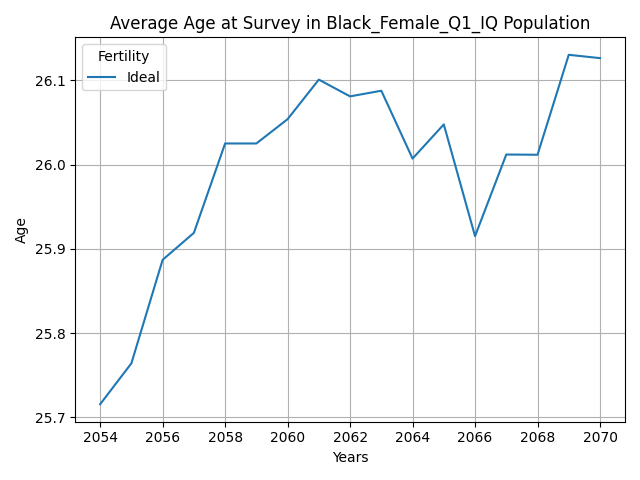 Average Age at Survey in Black_Female_Q1_IQ Population
Fertility
Ideal
26.1
26.0
25.9
25.8
25.7
Age
2054 2056 2058 2060 2062 2064 2066 2068 2070
Years